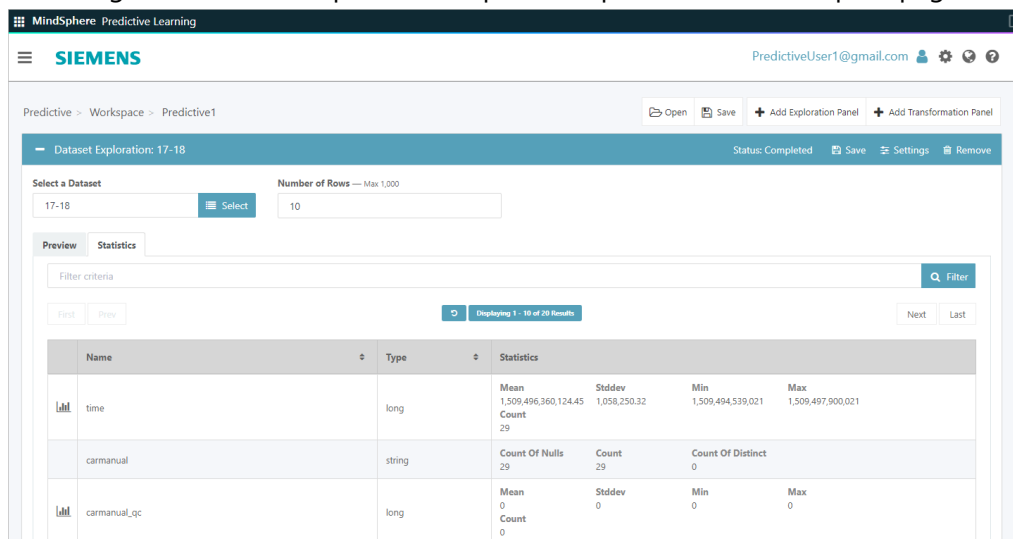 MindSphere Predictive Learning
SIEMENS
PredictiveUser1@gmail.com
Predictive > Workspace > Predictive1
Open Save Add Exploration Panel Add Transformation Panel
Dataset Exploration: 17-18 Status: Completed Save Settings Remove
Select a Dataset Number of Rows — Max 1,000
17-18 Select 10
Preview Statistics
Filter criteria Filter
First Prev Displaying 1 - 10 of 20 Results Next Last
Name Type Statistics
Mean Stddev Min Max
time long 1,509,496,360,124.45 1,058,250.32 1,509,494,539,021 1,509,497,900,021
Count
29
Count Of Nulls Count Count Of Distinct
carmanual string 29 29 0
Mean Stddev Min Max
carmanual_qc long 0 0 0 0
Count
0